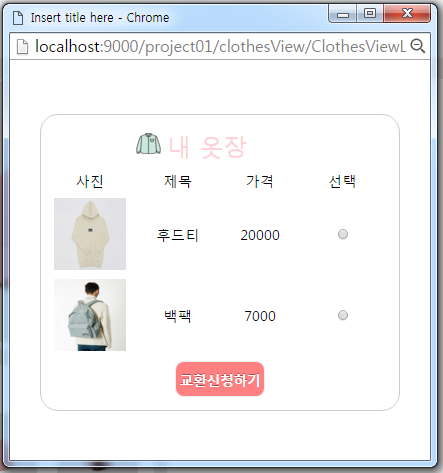 Insert title here - Chrome
localhost:9000/project01/clothesView/ClothesViewL
내 옷장
사진 제목 가격 선택
후드티 20000
백팩 7000
교환신청하기